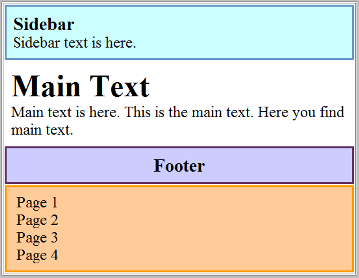 Sidebar
Sidebar text is here.
Main Text
Main text is here. This is the main text. Here you find
main text.
Footer
Page 1
Page 2
Page 3
Page 4